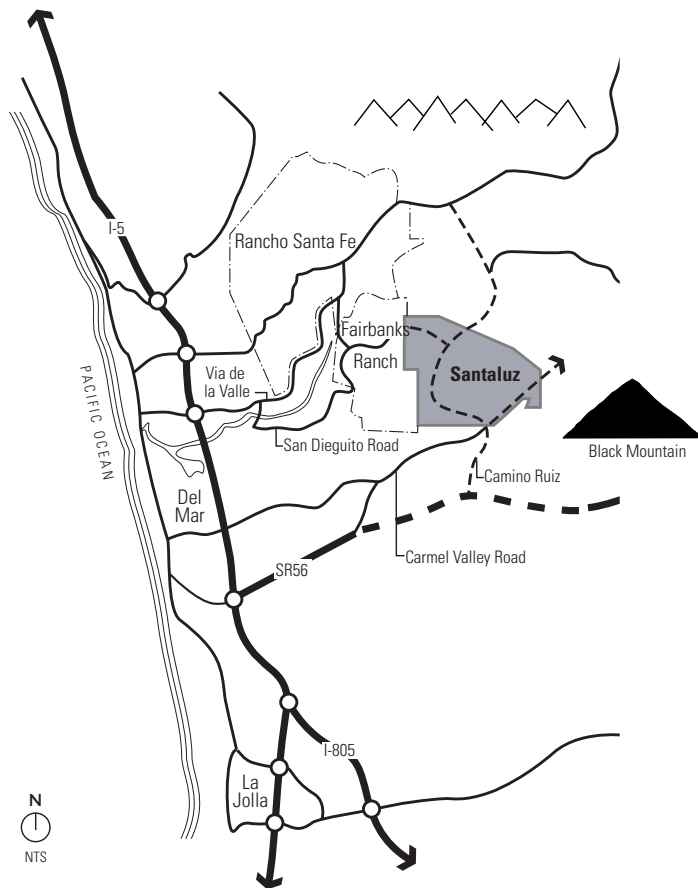 I-5
Rancho Santa Fe
Fairbanks
Ranch
Via de
la Valle
Santaluz
PACIFIC OCEAN
San Dieguito Road
Black Mountain
Camino Ruiz
Del
Mar
Carmel Valley Road
SR56
I-805
La
Jolla
N
NTS